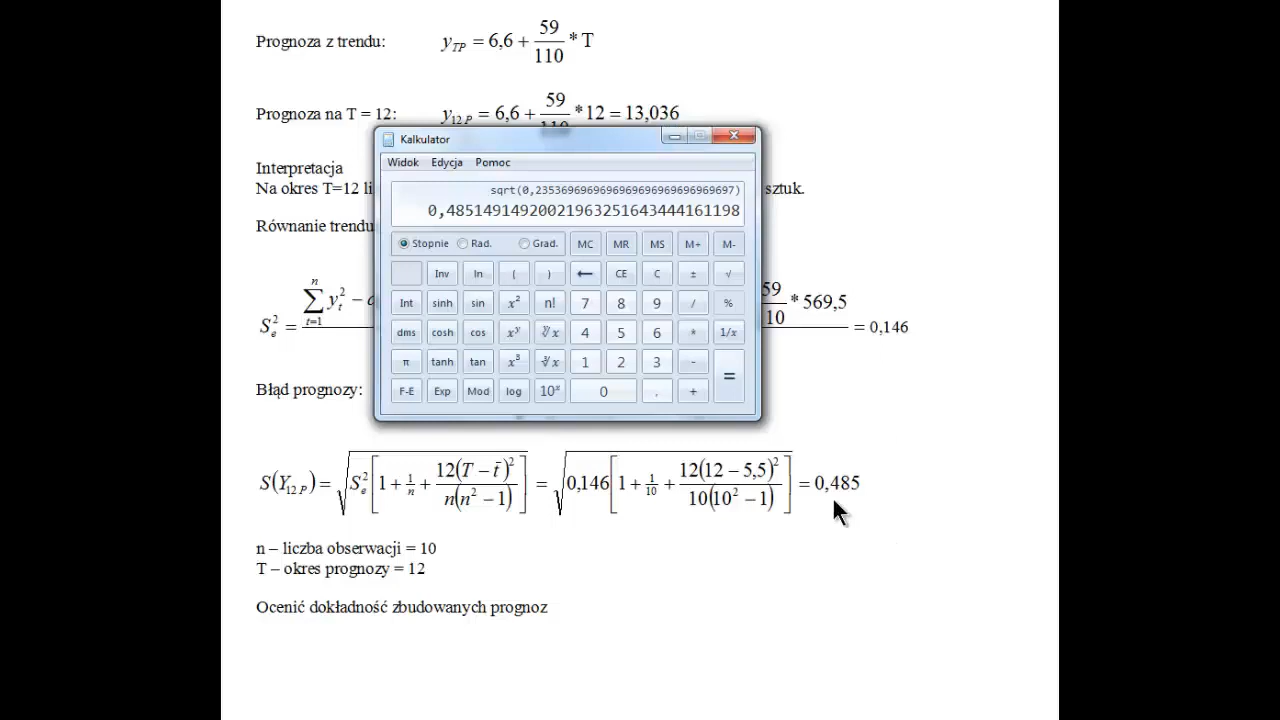 Prognoza z trendu: y_TP = 6,6 + 59/110 * T
Prognoza na T = 12: y_12P = 6,6 + 59/110 * 12 = 13,036
Kalkulator
Widok Edycja Pomoc
Interpretacja
Na okres T=12 sztuk.
sqrt(0,23536969696969696969696969697)
0,48514914920021963251643444161198
Równanie trendu
Stopnie Rad. Grad. MC MR MS M+ M-
Inv ln ( ) ← CE C ± √
Int sinh sin x² n! 7 8 9 / %
dms cosh cos x^y ʸ√x 4 5 6 * 1/x
π tanh tan x³ ³√x 1 2 3 - =
F-E Exp Mod log 10ˣ 0 . +
S_e² = ∑_{t=1}^{n} y_t² − * 569,5 = 0,146
Błąd prognozy:
S(Y_12P) = √(S_e² [1 + 1/n + 12(T − t̄)² / n(n² − 1)]) = √(0,146 [1 + 1/10 + 12(12 − 5,5)² / 10(10² − 1)]) = 0,485
n – liczba obserwacji = 10
T – okres prognozy = 12
Ocenić dokładność zbudowanych prognoz